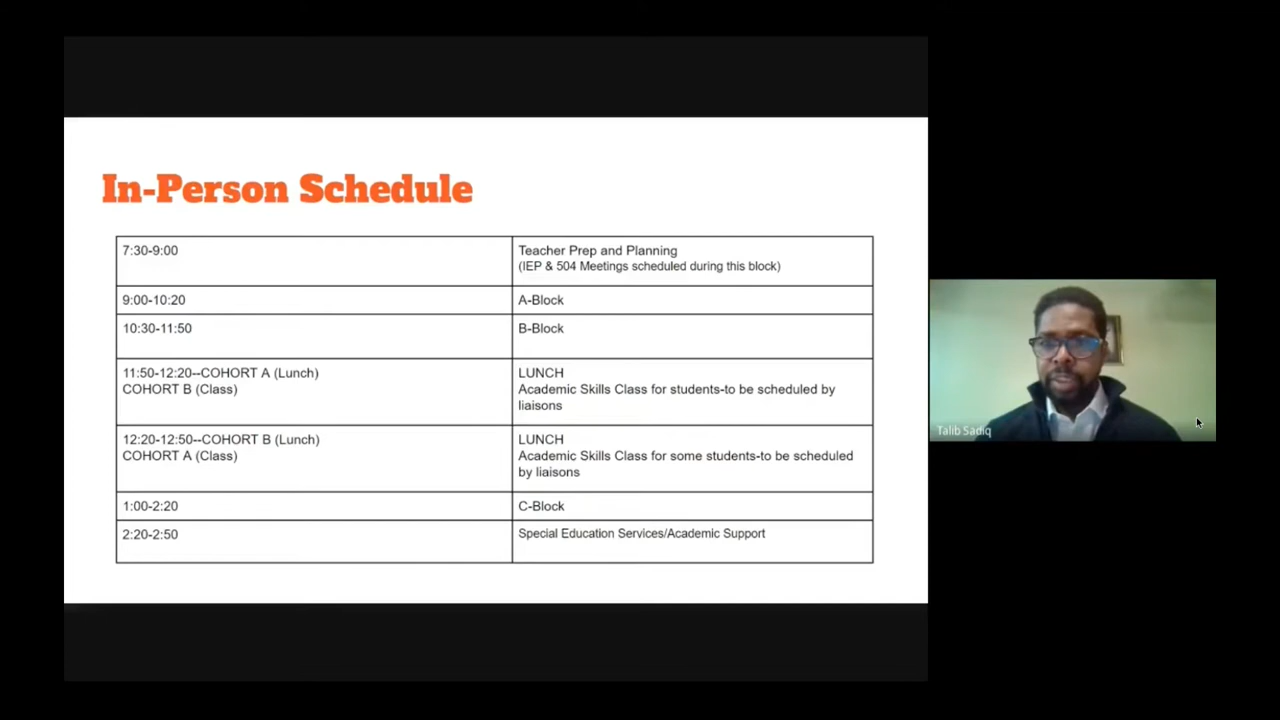 In-Person Schedule
7:30-9:00
Teacher Prep and Planning
(IEP & 504 Meetings scheduled during this block)
9:00-10:20
A-Block
10:30-11:50
B-Block
11:50-12:20--COHORT A (Lunch)
COHORT B (Class)
LUNCH
Academic Skills Class for students-to be scheduled by
liaisons
12:20-12:50--COHORT B (Lunch)
COHORT A (Class)
LUNCH
Academic Skills Class for some students-to be scheduled
by liaisons
1:00-2:20
C-Block
2:20-2:50
Special Education Services/Academic Support
Talib Sadiq